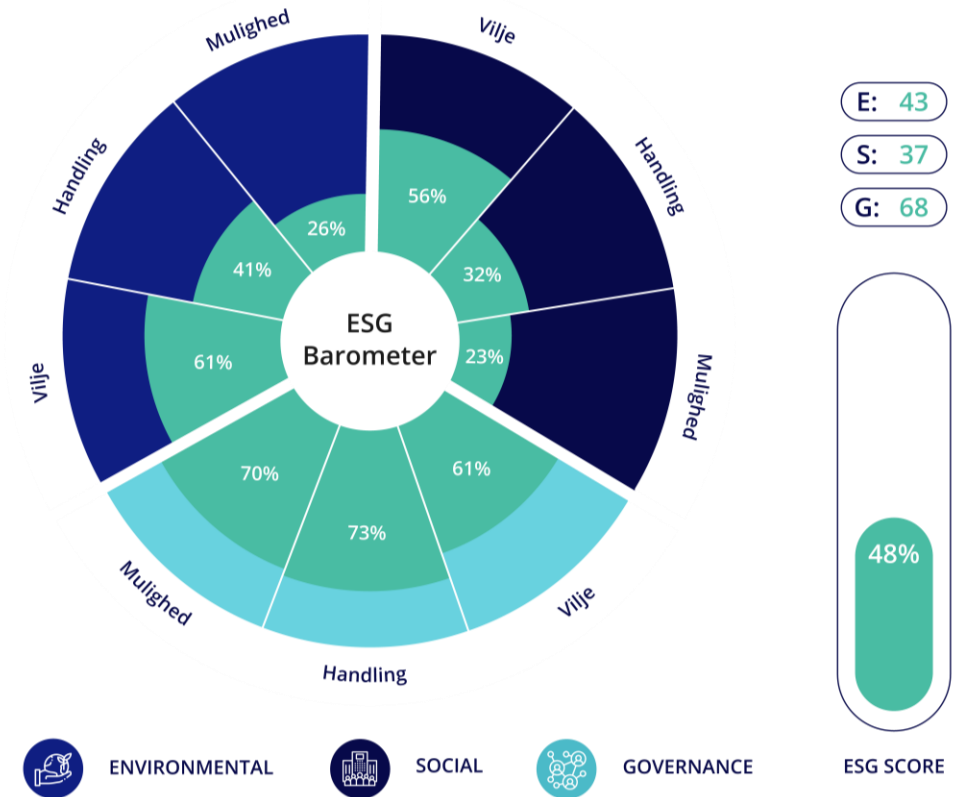 Mulighed
Vilje
Handling
Handling
E: 43
S: 37
G: 68
56%
26%
41%
32%
ESG
Barometer
23%
61%
Vilje
Mulighed
70%
61%
73%
48%
Mulighed
Vilje
Handling
ENVIRONMENTAL
SOCIAL
GOVERNANCE
ESG SCORE